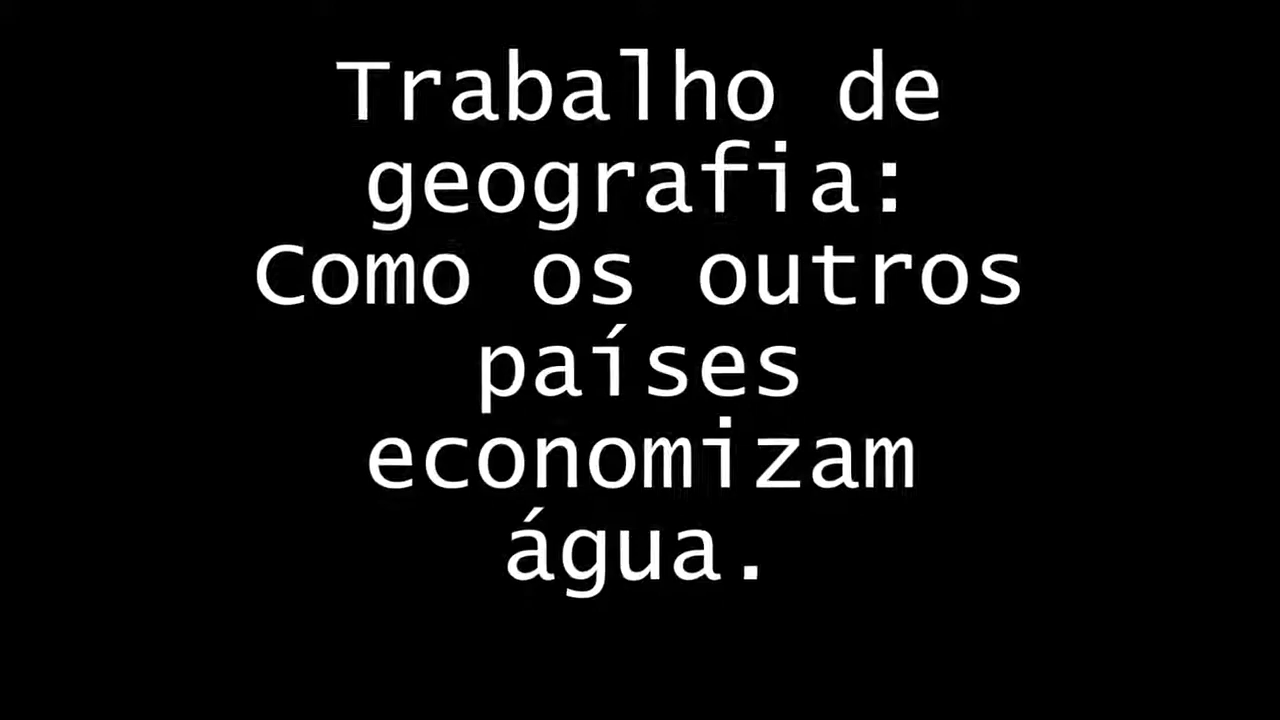 Trabalho de
geografia:
Como os outros
países
economizam
água.